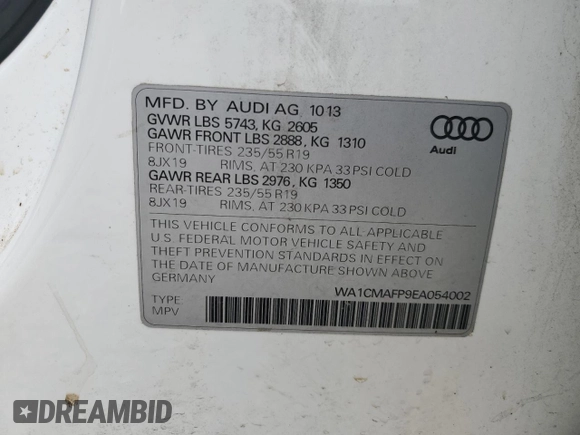 MFD. BY AUDI AG 10 13
GVWR LBS 5743, KG 2605
GAWR FRONT LBS 2888, KG 1310
FRONT-TIRES 235/55 R19
8JX19 RIMS, AT 230 KPA 33 PSI COLD
GAWR REAR LBS 2976, KG 1350
REAR-TIRES 235/55 R19
8JX19 RIMS, AT 230 KPA 33 PSI COLD
Audi
THIS VEHICLE CONFORMS TO ALL APPLICABLE
U.S. FEDERAL MOTOR VEHICLE SAFETY AND
THEFT PREVENTION STANDARDS IN EFFECT ON
THE DATE OF MANUFACTURE SHOWN ABOVE.
GERMANY
WA1CMAFP9EA054002
TYPE
MPV
DREAMBID